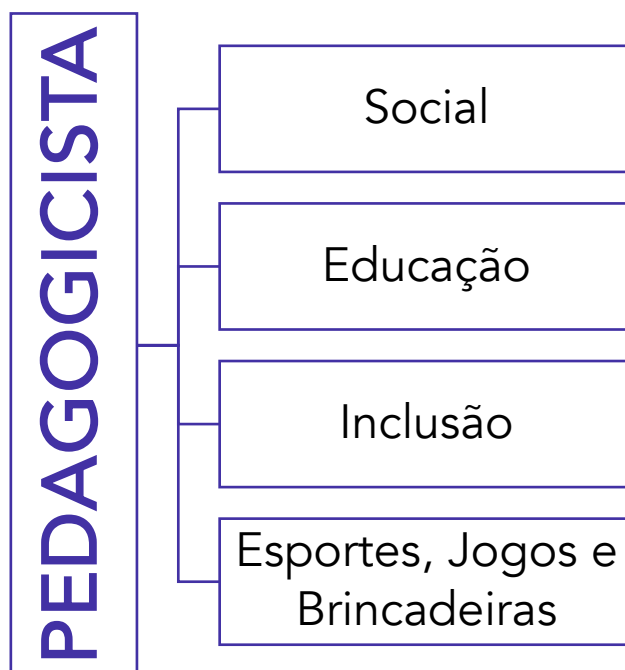 PEDAGOGICISTA
Social
Educação
Inclusão
Esportes, Jogos e
Brincadeiras